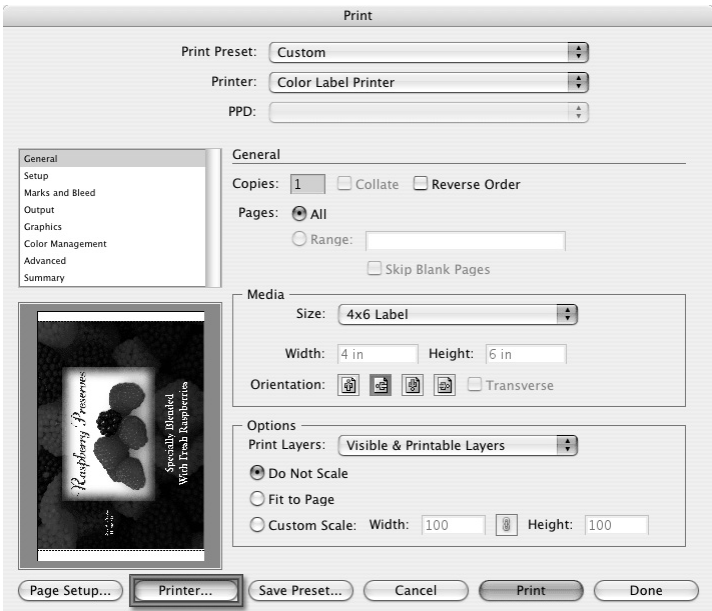 Print
Print Preset: Custom
Printer: Color Label Printer
PPD:
General
Setup
Marks and Bleed
Output
Graphics
Color Management
Advanced
Summary
General
Copies: 1 Collate Reverse Order
Pages: All
Range:
Skip Blank Pages
Media
Size: 4x6 Label
Width: 4 in Height: 6 in
Orientation: Transverse
Options
Print Layers: Visible & Printable Layers
Do Not Scale
Fit to Page
Custom Scale: Width: 100 Height: 100
Raspberry Preserves
Specially Blended
With Fresh Raspberries
Page Setup... Printer... Save Preset... Cancel Print Done